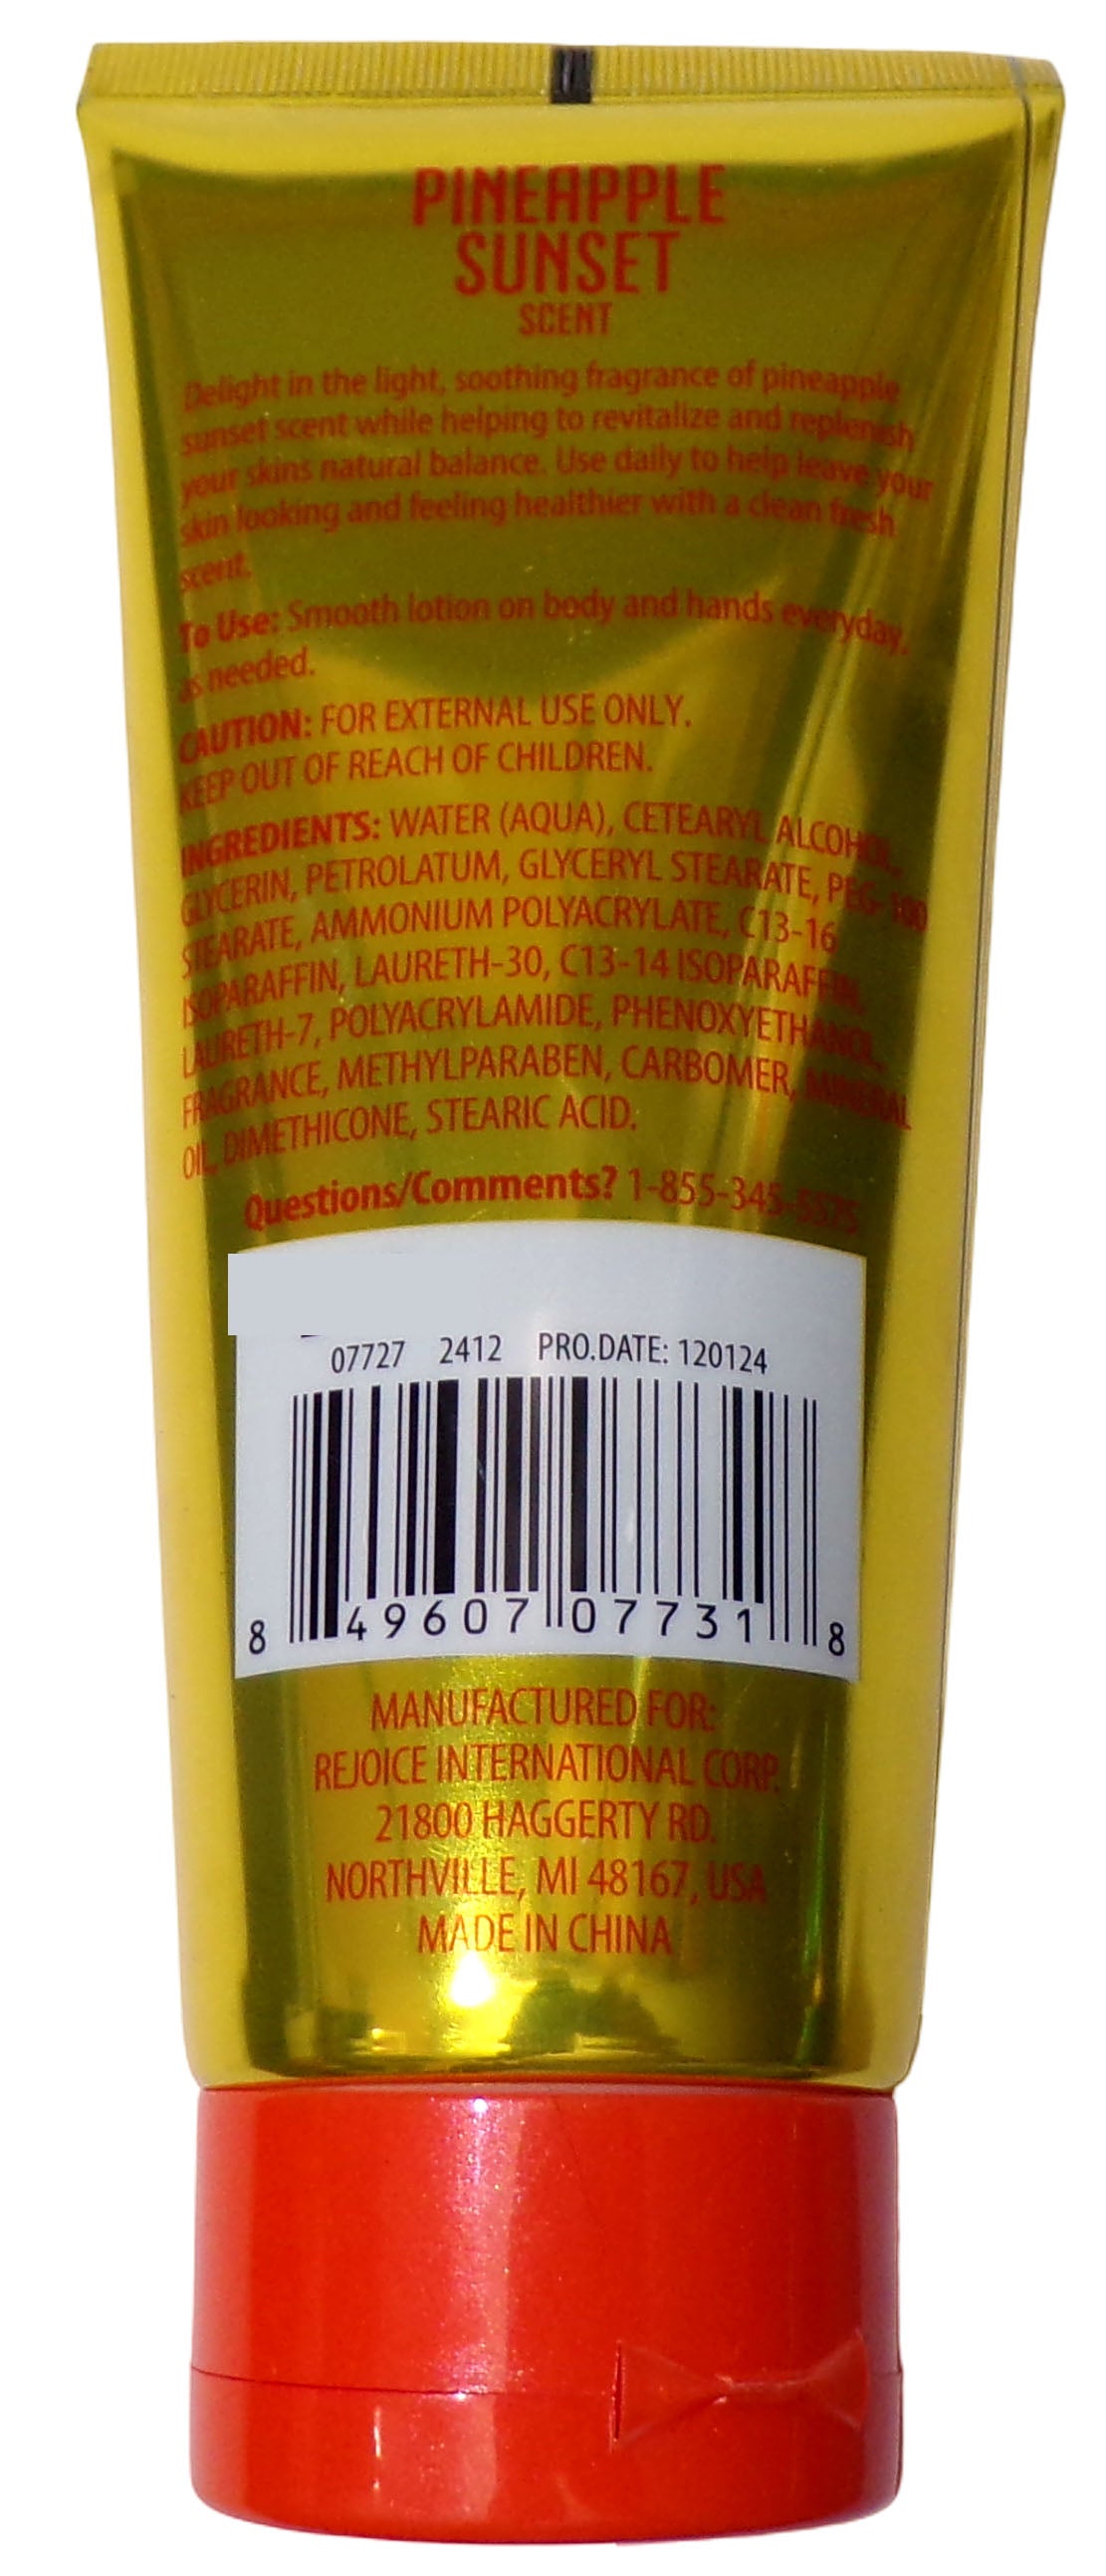 PINEAPPLE
SUNSET
SCENT
Delight in the light, soothing fragrance of pineapple
sunset scent while helping to revitalize and replenish
your skins natural balance. Use daily to help leave your
skin looking and feeling healthier with a clean fresh
scent.
To Use: Smooth lotion on body and hands everyday,
as needed.
CAUTION: FOR EXTERNAL USE ONLY.
KEEP OUT OF REACH OF CHILDREN.
INGREDIENTS: WATER (AQUA), CETEARYL ALCOHOL,
GLYCERIN, PETROLATUM, GLYCERYL STEARATE, PEG-100
STEARATE, AMMONIUM POLYACRYLATE, C13-16
ISOPARAFFIN, LAURETH-30, C13-14 ISOPARAFFIN,
LAURETH-7, POLYACRYLAMIDE, PHENOXYETHANOL,
FRAGRANCE, METHYLPARABEN, CARBOMER, MINERAL
OIL, DIMETHICONE, STEARIC ACID.
Questions/Comments? 1-855-345-5575
07727 2412 PRO.DATE: 120124
8 49607 07731 8
MANUFACTURED FOR:
REJOICE INTERNATIONAL CORP.
21800 HAGGERTY RD.
NORTHVILLE, MI 48167, USA
MADE IN CHINA